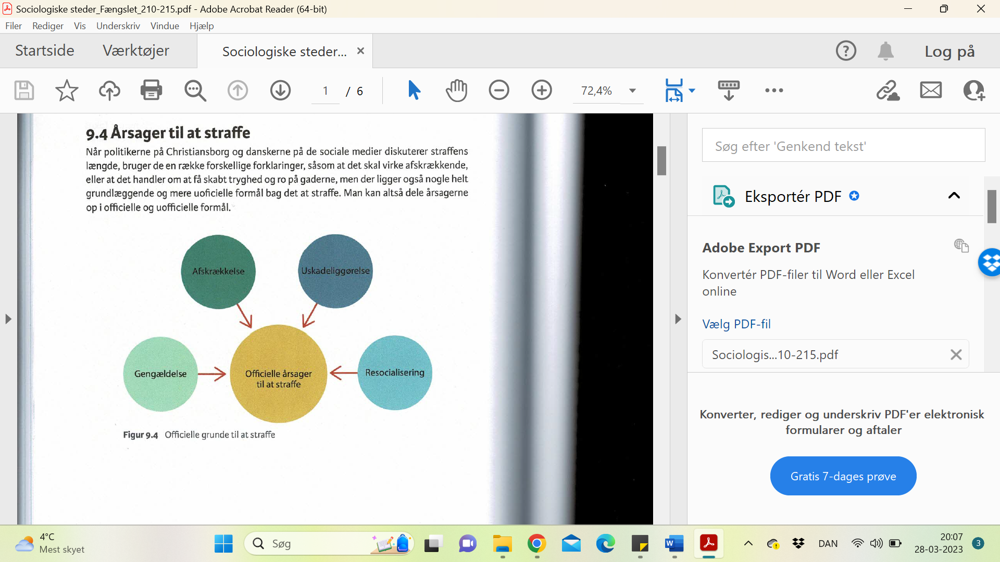 Sociologiske steder_Fængslet_210-215.pdf - Adobe Acrobat Reader (64-bit)
Filer Rediger Vis Underskriv Vindue Hjælp
Startside Værktøjer Sociologiske steder... Log på
1 / 6 72,4%
9.4 Årsager til at straffe
Når politikerne på Christiansborg og danskerne på de sociale medier diskuterer straffens
længde, bruger de en række forskellige forklaringer, såsom at det skal virke afskrækkende,
eller at det handler om at få skabt tryghed og ro på gaderne, men der ligger også nogle helt
grundlæggende og mere uoficielle formål bag det at straffe. Man kan altså dele årsagerne
op i officielle og uofficielle formål.
Afskrækkelse
Uskadeliggørelse
Gengældelse
Officielle årsager
til at straffe
Resocialisering
Figur 9.4 Officielle grunde til at straffe
Søg efter 'Genkend tekst'
Eksportér PDF
Adobe Export PDF
Konvertér PDF-filer til Word eller Excel
online
Vælg PDF-fil
Sociologis...10-215.pdf
Konverter, rediger og underskriv PDF'er elektronisk
formularer og aftaler
Gratis 7-dages prøve
4°C
Mest skyet
Søg
DAN
20:07
28-03-2023
3